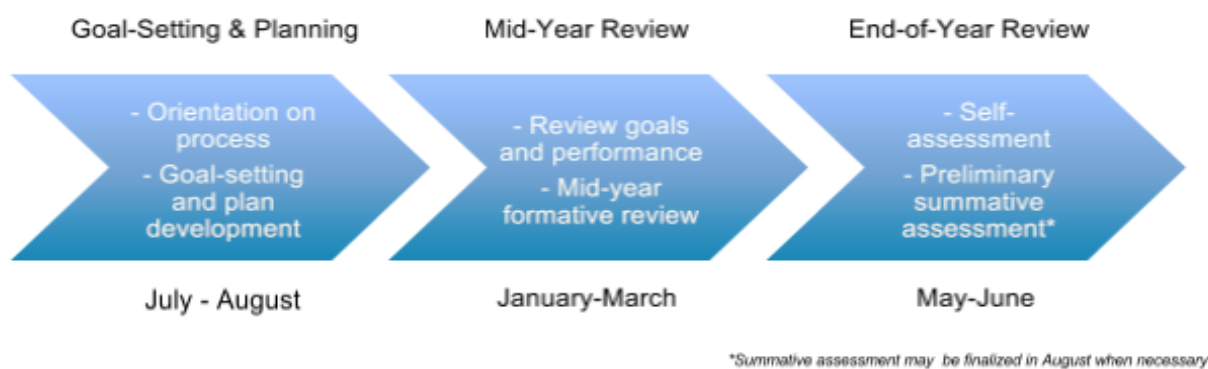 Goal-Setting & Planning
Mid-Year Review
End-of-Year Review
- Orientation on
process
- Goal-setting
and plan
development
- Review goals
and performance
- Mid-year
formative review
- Self-
assessment
- Preliminary
summative
assessment*
July - August
January-March
May-June
*Summative assessment may be finalized in August when necessary